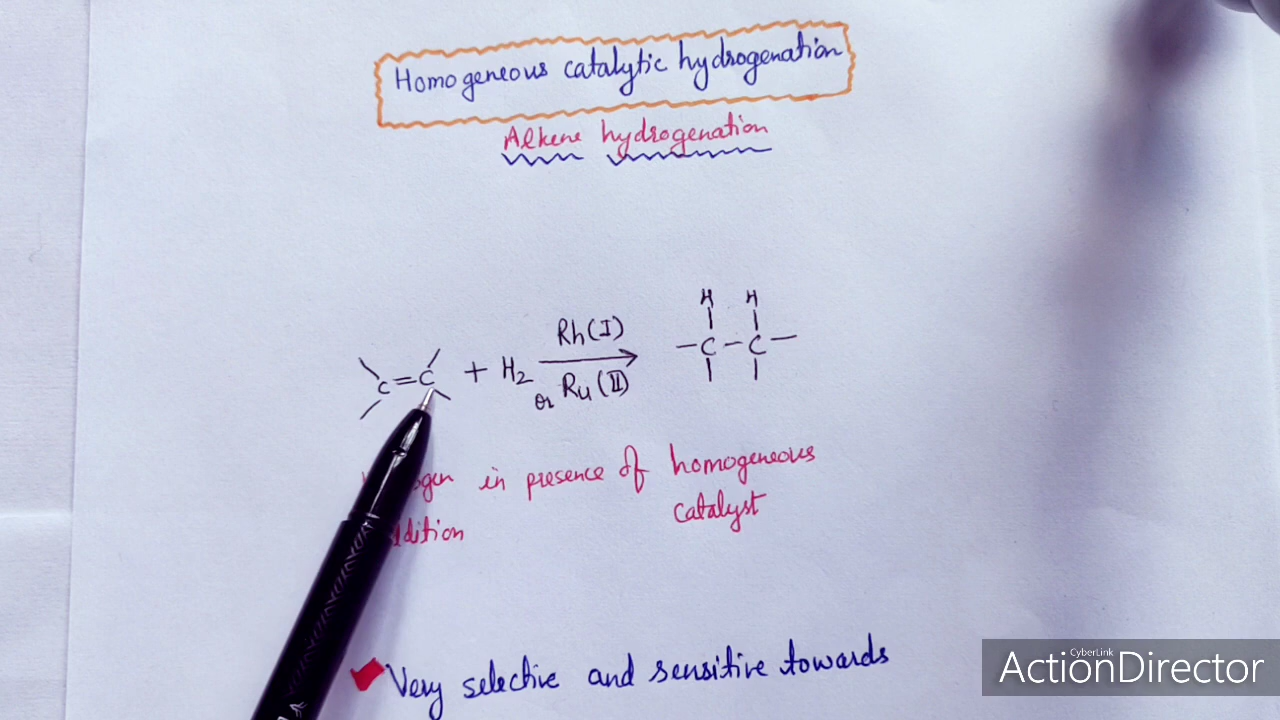 Homogeneous catalytic hydrogenation
Alkene hydrogenation
H H
Rh(I)
C=C + H2 → -C-C-
or Ru(II)
in presence of homogeneous
catalyst
Very selective and sensitive towards
CyberLink
ActionDirector